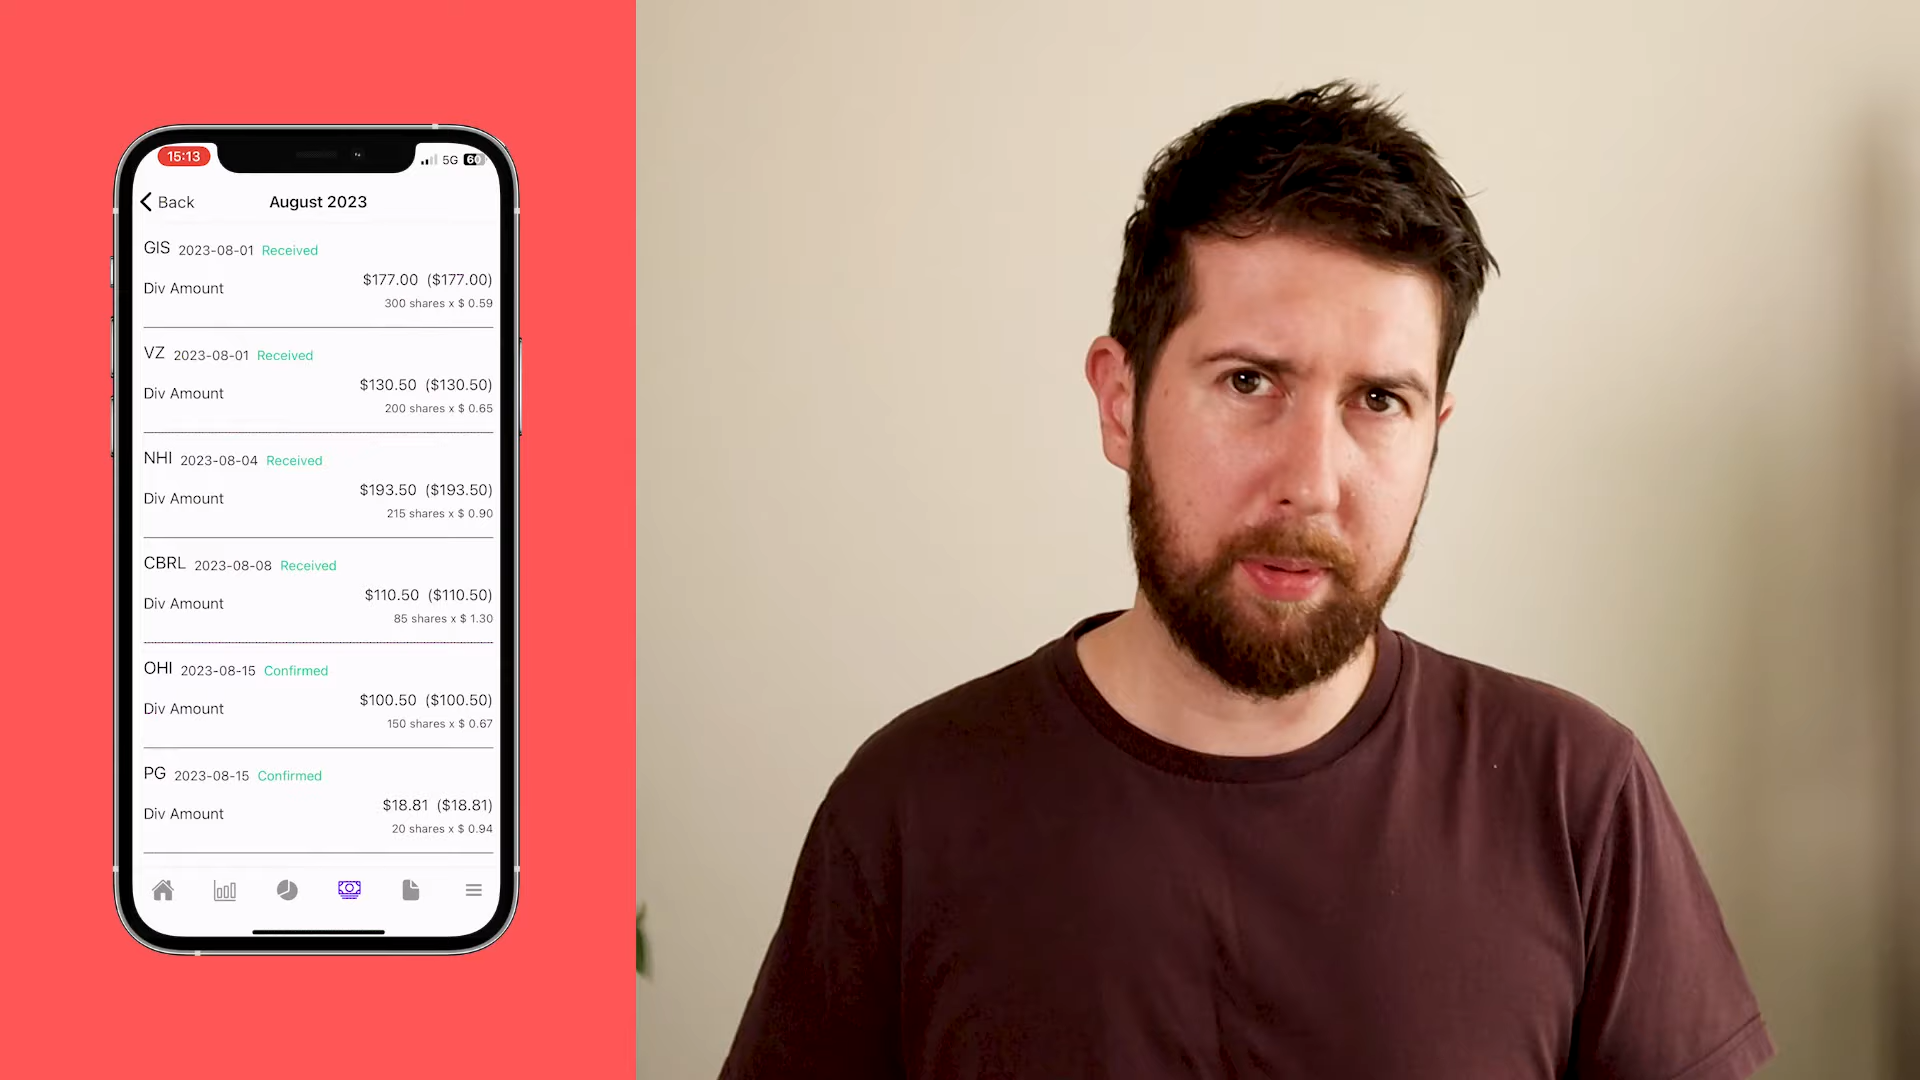 15:13 5G 60
Back August 2023
GIS 2023-08-01 Received
Div Amount $177.00 ($177.00)
300 shares x $ 0.59
VZ 2023-08-01 Received
Div Amount $130.50 ($130.50)
200 shares x $ 0.65
NHI 2023-08-04 Received
Div Amount $193.50 ($193.50)
215 shares x $ 0.90
CBRL 2023-08-08 Received
Div Amount $110.50 ($110.50)
85 shares x $ 1.30
OHI 2023-08-15 Confirmed
Div Amount $100.50 ($100.50)
150 shares x $ 0.67
PG 2023-08-15 Confirmed
Div Amount $18.81 ($18.81)
20 shares x $ 0.94